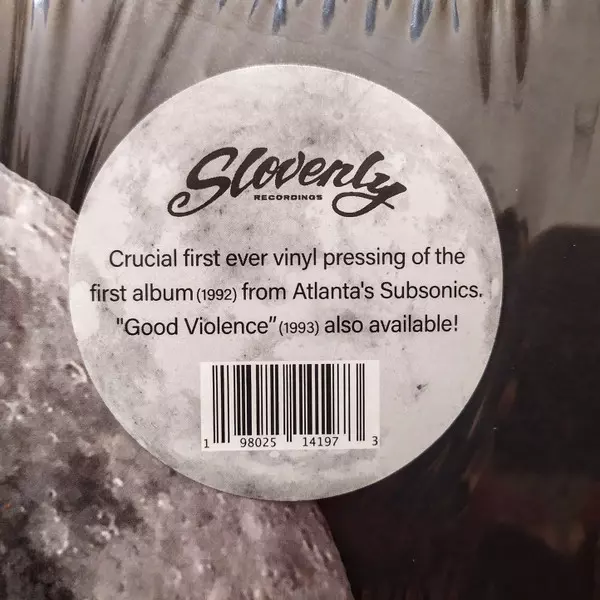 Slovenly
RECORDINGS
Crucial first ever vinyl pressing of the
first album (1992) from Atlanta's Subsonics.
"Good Violence” (1993) also available!
1 98025 14197 3